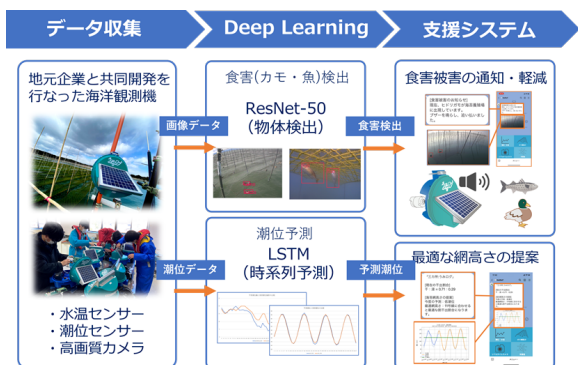 データ収集
Deep Learning
支援システム
地元企業と共同開発を
行なった海洋観測機
・水温センサー
・潮位センサー
・高画質カメラ
画像データ
潮位データ
食害(カモ・魚)検出
ResNet-50
(物体検出)
潮位予測
LSTM
(時系列予測)
食害検出
予測潮位
食害被害の通知・軽減
最適な網高さの提案